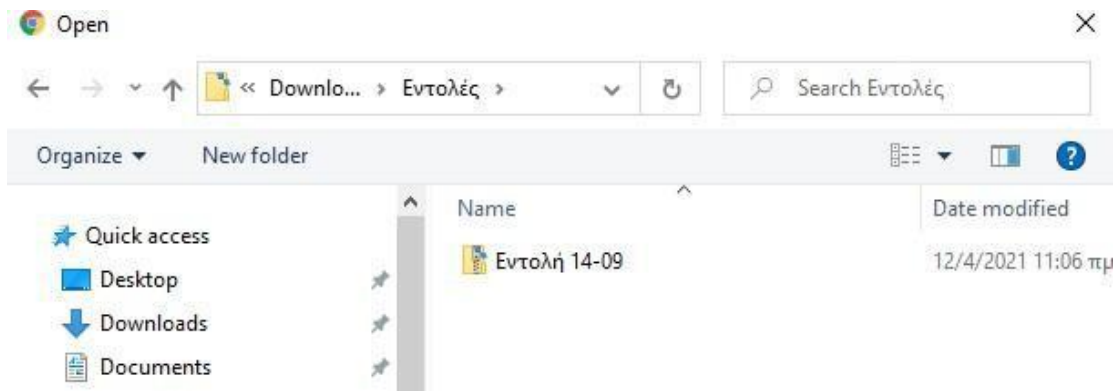 Open
« Downlo... › Εντολές ›
Search Εντολές
Organize
New folder
Name
Date modified
Quick access
Εντολή 14-09
12/4/2021 11:06 πμ
Desktop
Downloads
Documents